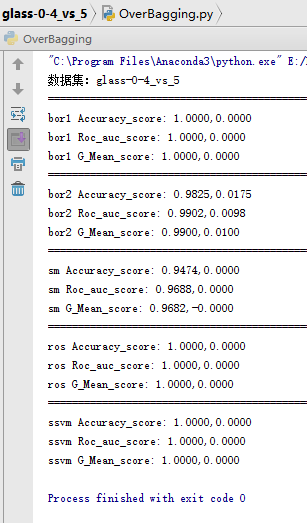 glass-0-4_vs_5 OverBagging.py
OverBagging
"C:\Program Files\Anaconda3\python.exe" E:/
数据集: glass-0-4_vs_5
bor1 Accuracy_score: 1.0000,0.0000
bor1 Roc_auc_score: 1.0000,0.0000
bor1 G_Mean_score: 1.0000,0.0000
bor2 Accuracy_score: 0.9825,0.0175
bor2 Roc_auc_score: 0.9902,0.0098
bor2 G_Mean_score: 0.9900,0.0100
sm Accuracy_score: 0.9474,0.0000
sm Roc_auc_score: 0.9688,0.0000
sm G_Mean_score: 0.9682,-0.0000
ros Accuracy_score: 1.0000,0.0000
ros Roc_auc_score: 1.0000,0.0000
ros G_Mean_score: 1.0000,0.0000
ssvm Accuracy_score: 1.0000,0.0000
ssvm Roc_auc_score: 1.0000,0.0000
ssvm G_Mean_score: 1.0000,0.0000
Process finished with exit code 0